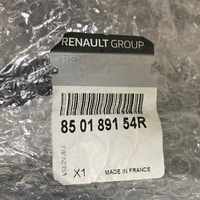 RENAULT GROUP
85 01 891 54R
X1
MADE IN FRANCE